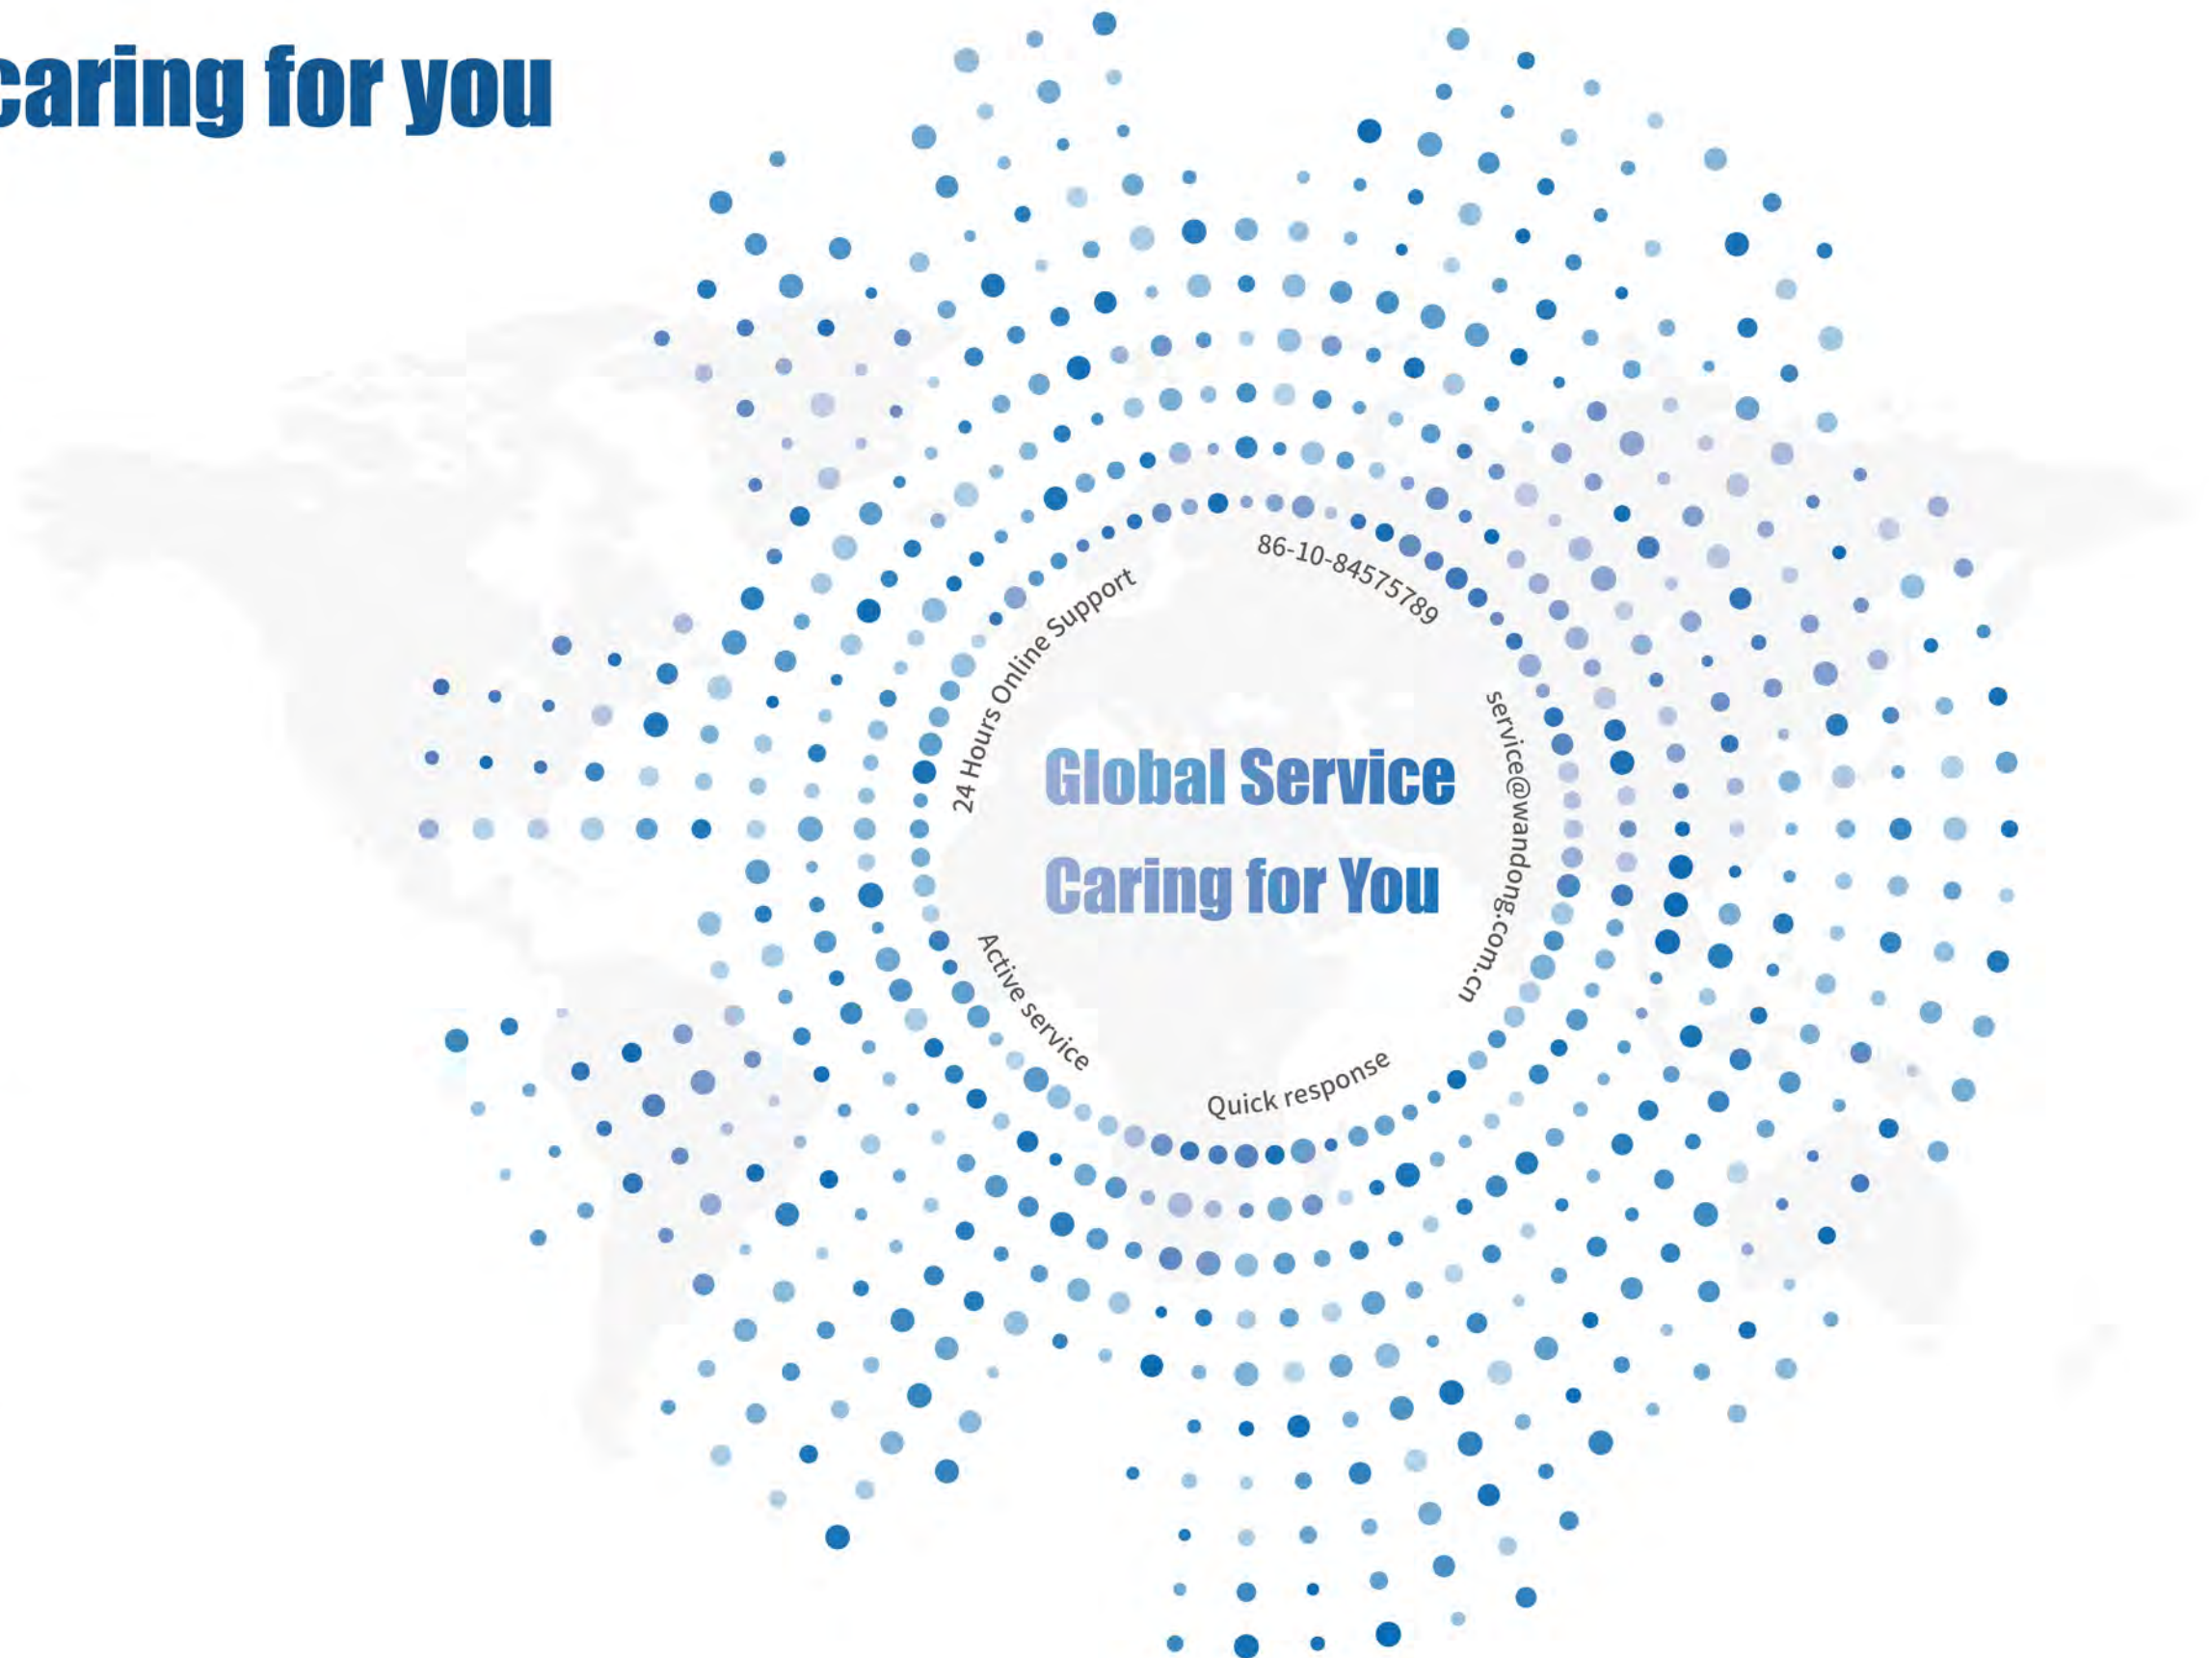 caring for you
86-10-84575789
24 Hours Online Support
service@wandong.com.cn
Global Service
Caring for You
Active service
Quick response